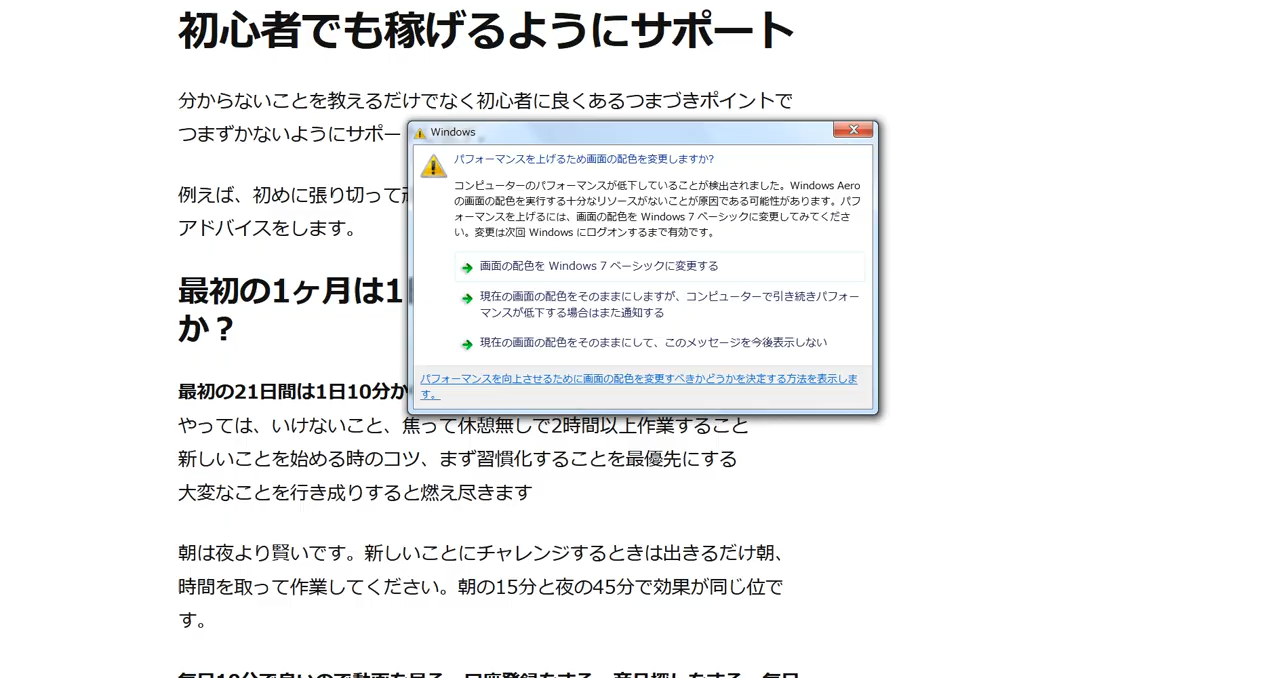 初心者でも稼げるようにサポート
分からないことを教えるだけでなく初心者に良くあるつまづきポイントで
つまずかないようにサポー
例えば、初めに張り切って
アドバイスをします。
最初の1ヶ月は1
か？
最初の21日間は1日10分か
やっては、いけないこと、焦って休憩無しで2時間以上作業すること
新しいことを始める時のコツ、まず習慣化することを最優先にする
大変なことを行き成りすると燃え尽きます
朝は夜より賢いです。新しいことにチャレンジするときは出きるだけ朝、
時間を取って作業してください。朝の15分と夜の45分で効果が同じ位で
す。
Windows
パフォーマンスを上げるため画面の配色を変更しますか?
コンピューターのパフォーマンスが低下していることが検出されました。Windows Aero
の画面の配色を実行する十分なリソースがないことが原因である可能性があります。パフ
ォーマンスを上げるには、画面の配色を Windows 7 ベーシックに変更してみてくださ
い。変更は次回 Windows にログオンするまで有効です。
画面の配色を Windows 7 ベーシックに変更する
現在の画面の配色をそのままにしますが、コンピューターで引き続きパフォー
マンスが低下する場合はまた通知する
現在の画面の配色をそのままにして、このメッセージを今後表示しない
パフォーマンスを向上させるために画面の配色を変更すべきかどうかを決定する方法を表示しま
す。